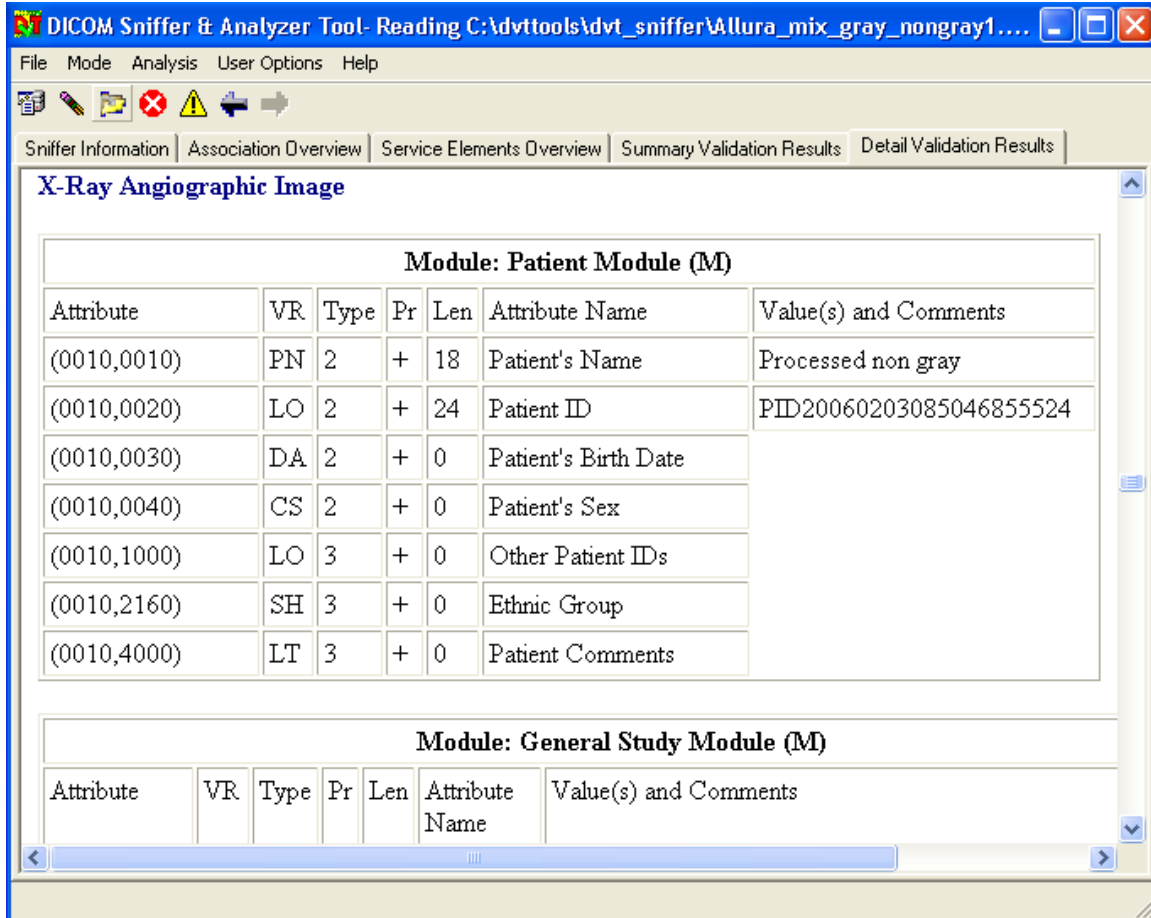 DICOM Sniffer & Analyzer Tool- Reading C:\dvttools\dvt_sniffer\Allura_mix_gray_nongray1....
File Mode Analysis User Options Help
Sniffer Information Association Overview Service Elements Overview Summary Validation Results Detail Validation Results
X-Ray Angiographic Image
Module: Patient Module (M)
Attribute VR Type Pr Len Attribute Name Value(s) and Comments
(0010,0010) PN 2 + 18 Patient's Name Processed non gray
(0010,0020) LO 2 + 24 Patient ID PID20060203085046855524
(0010,0030) DA 2 + 0 Patient's Birth Date
(0010,0040) CS 2 + 0 Patient's Sex
(0010,1000) LO 3 + 0 Other Patient IDs
(0010,2160) SH 3 + 0 Ethnic Group
(0010,4000) LT 3 + 0 Patient Comments
Module: General Study Module (M)
Attribute VR Type Pr Len Attribute Value(s) and Comments
Name